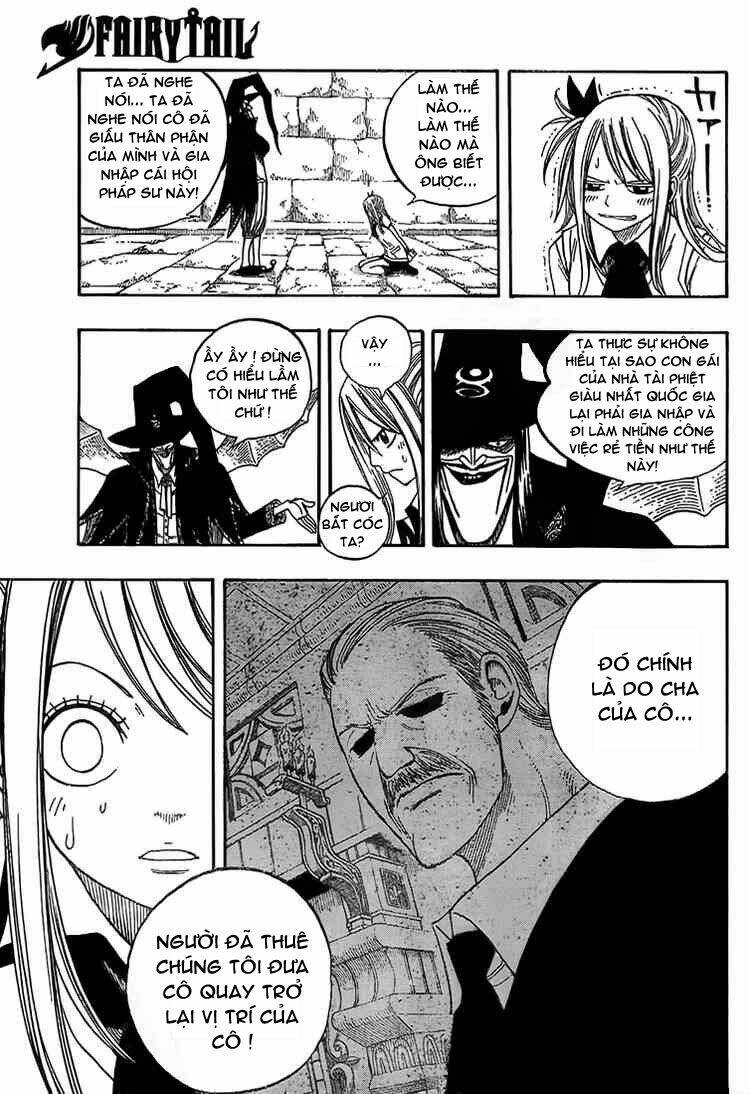 FAIRYTAIL
カァー
LÀM THẾ
NÀO...
LÀM THẾ
NÀO MÀ
ÔNG BIẾT
ĐƯỢC...
TA ĐÃ NGHE
NÓI... TA ĐÃ
NGHE NÓI CÔ ĐÃ
GIẤU THÂN PHẬN
CỦA MÌNH VÀ GIA
NHẬP CÁI HỘI
PHÁP SƯ NÀY!
TA THỰC SỰ KHÔNG
HIỂU TẠI SAO CON GÁI
CỦA NHÀ TÀI PHIỆT
GIÀU NHẤT QUỐC GIA
LẠI PHẢI GIA NHẬP VÀ
ĐI LÀM NHŨNG CÔNG
VIỆC RẺ TIỀN NHƯ THẾ
NÀY!
VẬY
...
NGƯƠI
BẮT CÓC
TA?
ẦY ẦY ! ĐỪNG
CÓ HIỂU LẦM
TÔI NHƯ THẾ
CHỨ !
ĐÓ CHÍNH
LÀ DO CHA
CỦA CÔ...
NGƯỜI ĐÃ THUÊ
CHÚNG TÔI ĐƯA
CÔ QUAY TRỞ
LẠI VỊ TRÍ CỦA
CÔ !